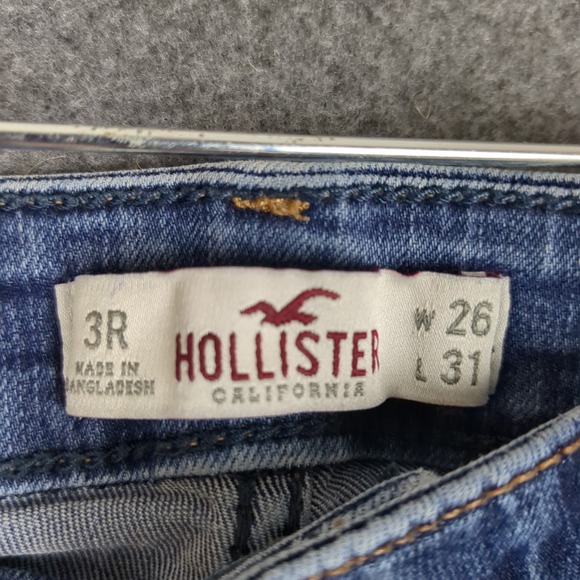 3R
MADE IN
BANGLADESH
HOLLISTER
CALIFORNIA
W 26
L 31